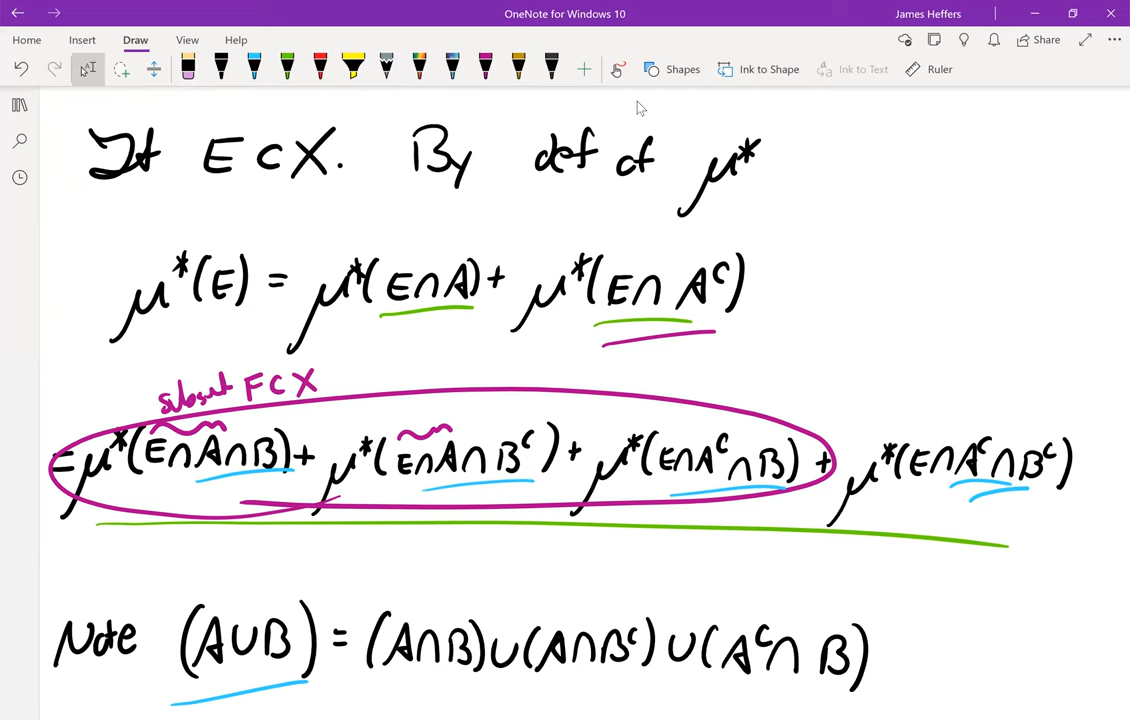 OneNote for Windows 10
James Heffers
Home Insert Draw View Help
Share
Shapes Ink to Shape Ink to Text Ruler
If E ⊂ X. By def of μ*
μ*(E) = μ*(E∩A) + μ*(E∩ A^c)
subset F ⊂ X
= μ*(E∩A∩B) + μ*(E∩A∩B^c) + μ*(E∩A^c∩B) + μ*(E∩A^c∩B^c)
Note (A∪B) = (A∩B)∪(A∩B^c) ∪(A^c∩ B)